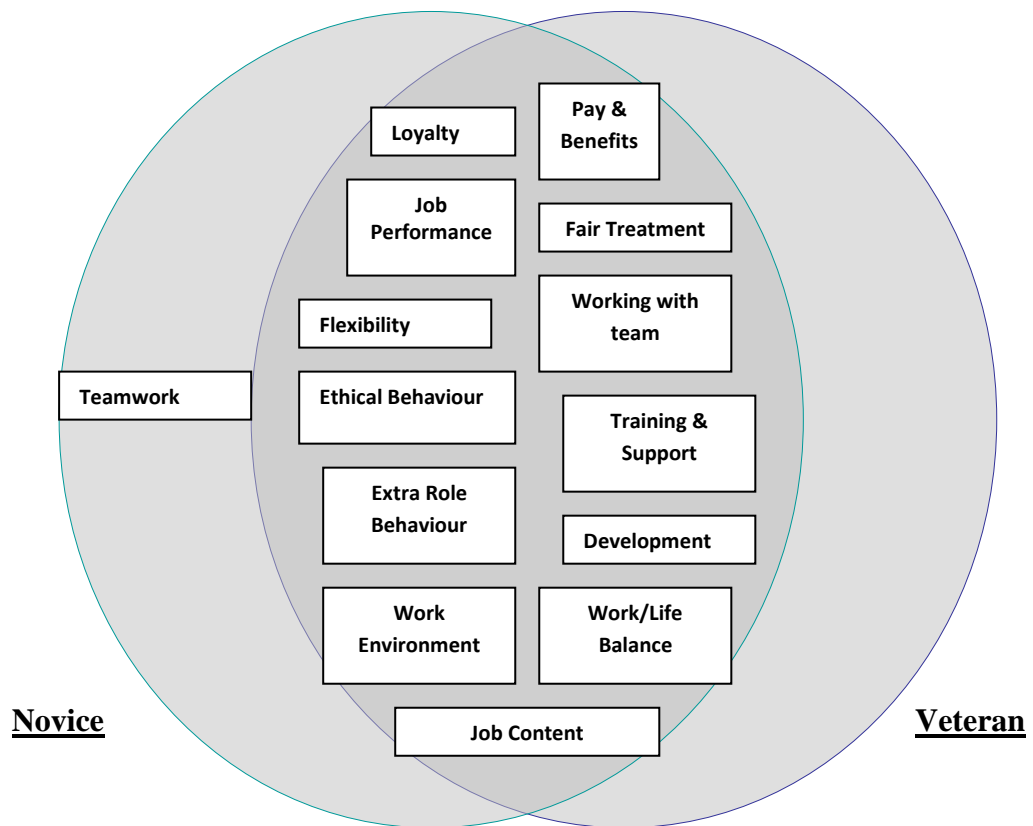 Pay &
Benefits
Loyalty
Job
Performance
Fair Treatment
Working with
team
Flexibility
Teamwork
Ethical Behaviour
Training &
Support
Extra Role
Behaviour
Development
Work
Environment
Work/Life
Balance
Novice
Veteran
Job Content